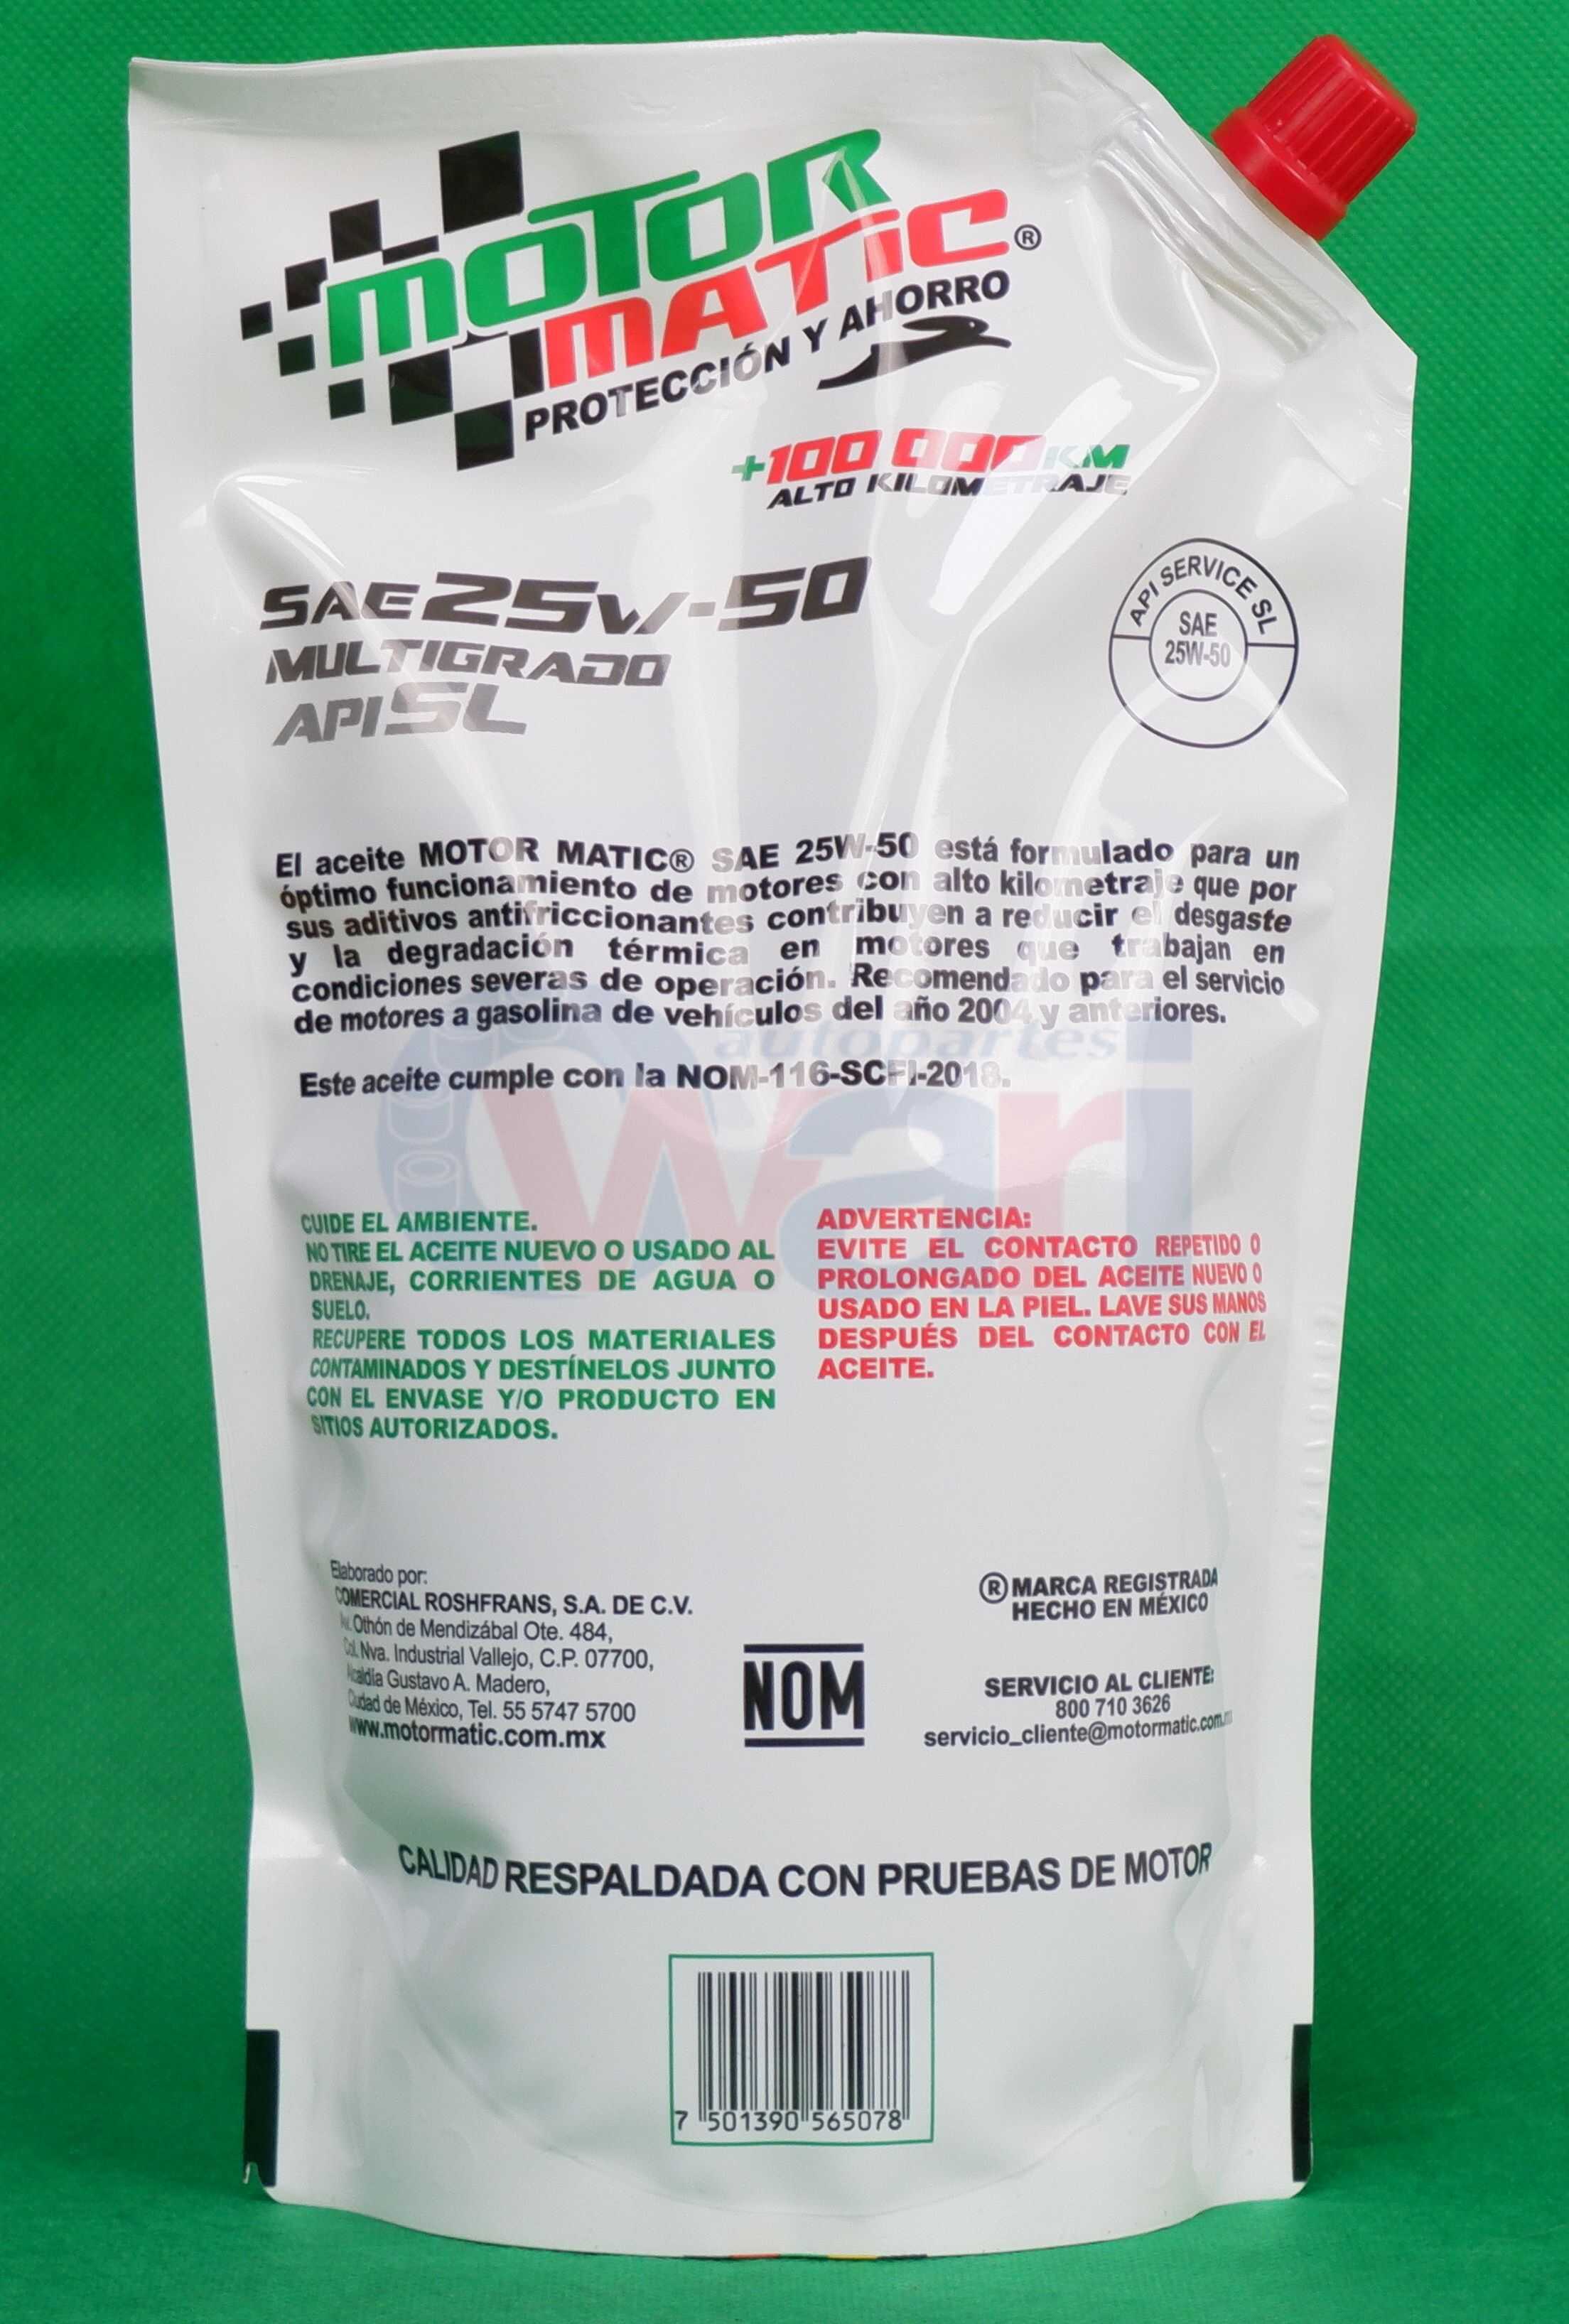 MOTOR
MATIC®
PROTECCIÓN Y AHORRO
+100 000 KM
ALTO KILOMETRAJE
SAE 25W-50
MULTIGRADO
API SL
API SERVICE SL
SAE
25W-50
El aceite MOTOR MATIC® SAE 25W-50 está formulado para un
óptimo funcionamiento de motores con alto kilometraje que por
sus aditivos antifriccionantes contribuyen a reducir el desgaste
y la degradación térmica en motores que trabajan en
condiciones severas de operación. Recomendado para el servicio
de motores a gasolina de vehículos del año 2004 y anteriores.
Este aceite cumple con la NOM-116-SCFI-2018.
autopartes
wari
CUIDE EL AMBIENTE.
NO TIRE EL ACEITE NUEVO O USADO AL
DRENAJE, CORRIENTES DE AGUA O
SUELO.
RECUPERE TODOS LOS MATERIALES
CONTAMINADOS Y DESTÍNELOS JUNTO
CON EL ENVASE Y/O PRODUCTO EN
SITIOS AUTORIZADOS.
ADVERTENCIA:
EVITE EL CONTACTO REPETIDO O
PROLONGADO DEL ACEITE NUEVO O
USADO EN LA PIEL. LAVE SUS MANOS
DESPUÉS DEL CONTACTO CON EL
ACEITE.
Elaborado por:
COMERCIAL ROSHFRANS, S.A. DE C.V.
Av. Othón de Mendizábal Ote. 484,
Col. Nva. Industrial Vallejo, C.P. 07700,
Alcaldía Gustavo A. Madero,
Ciudad de México, Tel. 55 5747 5700
www.motormatic.com.mx
NOM
® MARCA REGISTRADA
HECHO EN MÉXICO
SERVICIO AL CLIENTE:
800 710 3626
servicio_cliente@motormatic.com.m
CALIDAD RESPALDADA CON PRUEBAS DE MOTOR
7 501390 565078